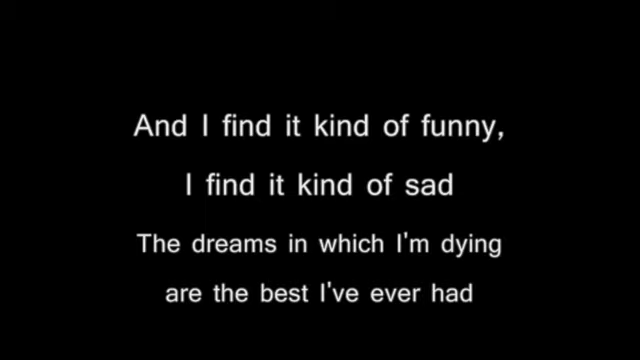 And I find it kind of funny,
I find it kind of sad
The dreams in which I'm dying
are the best I've ever had